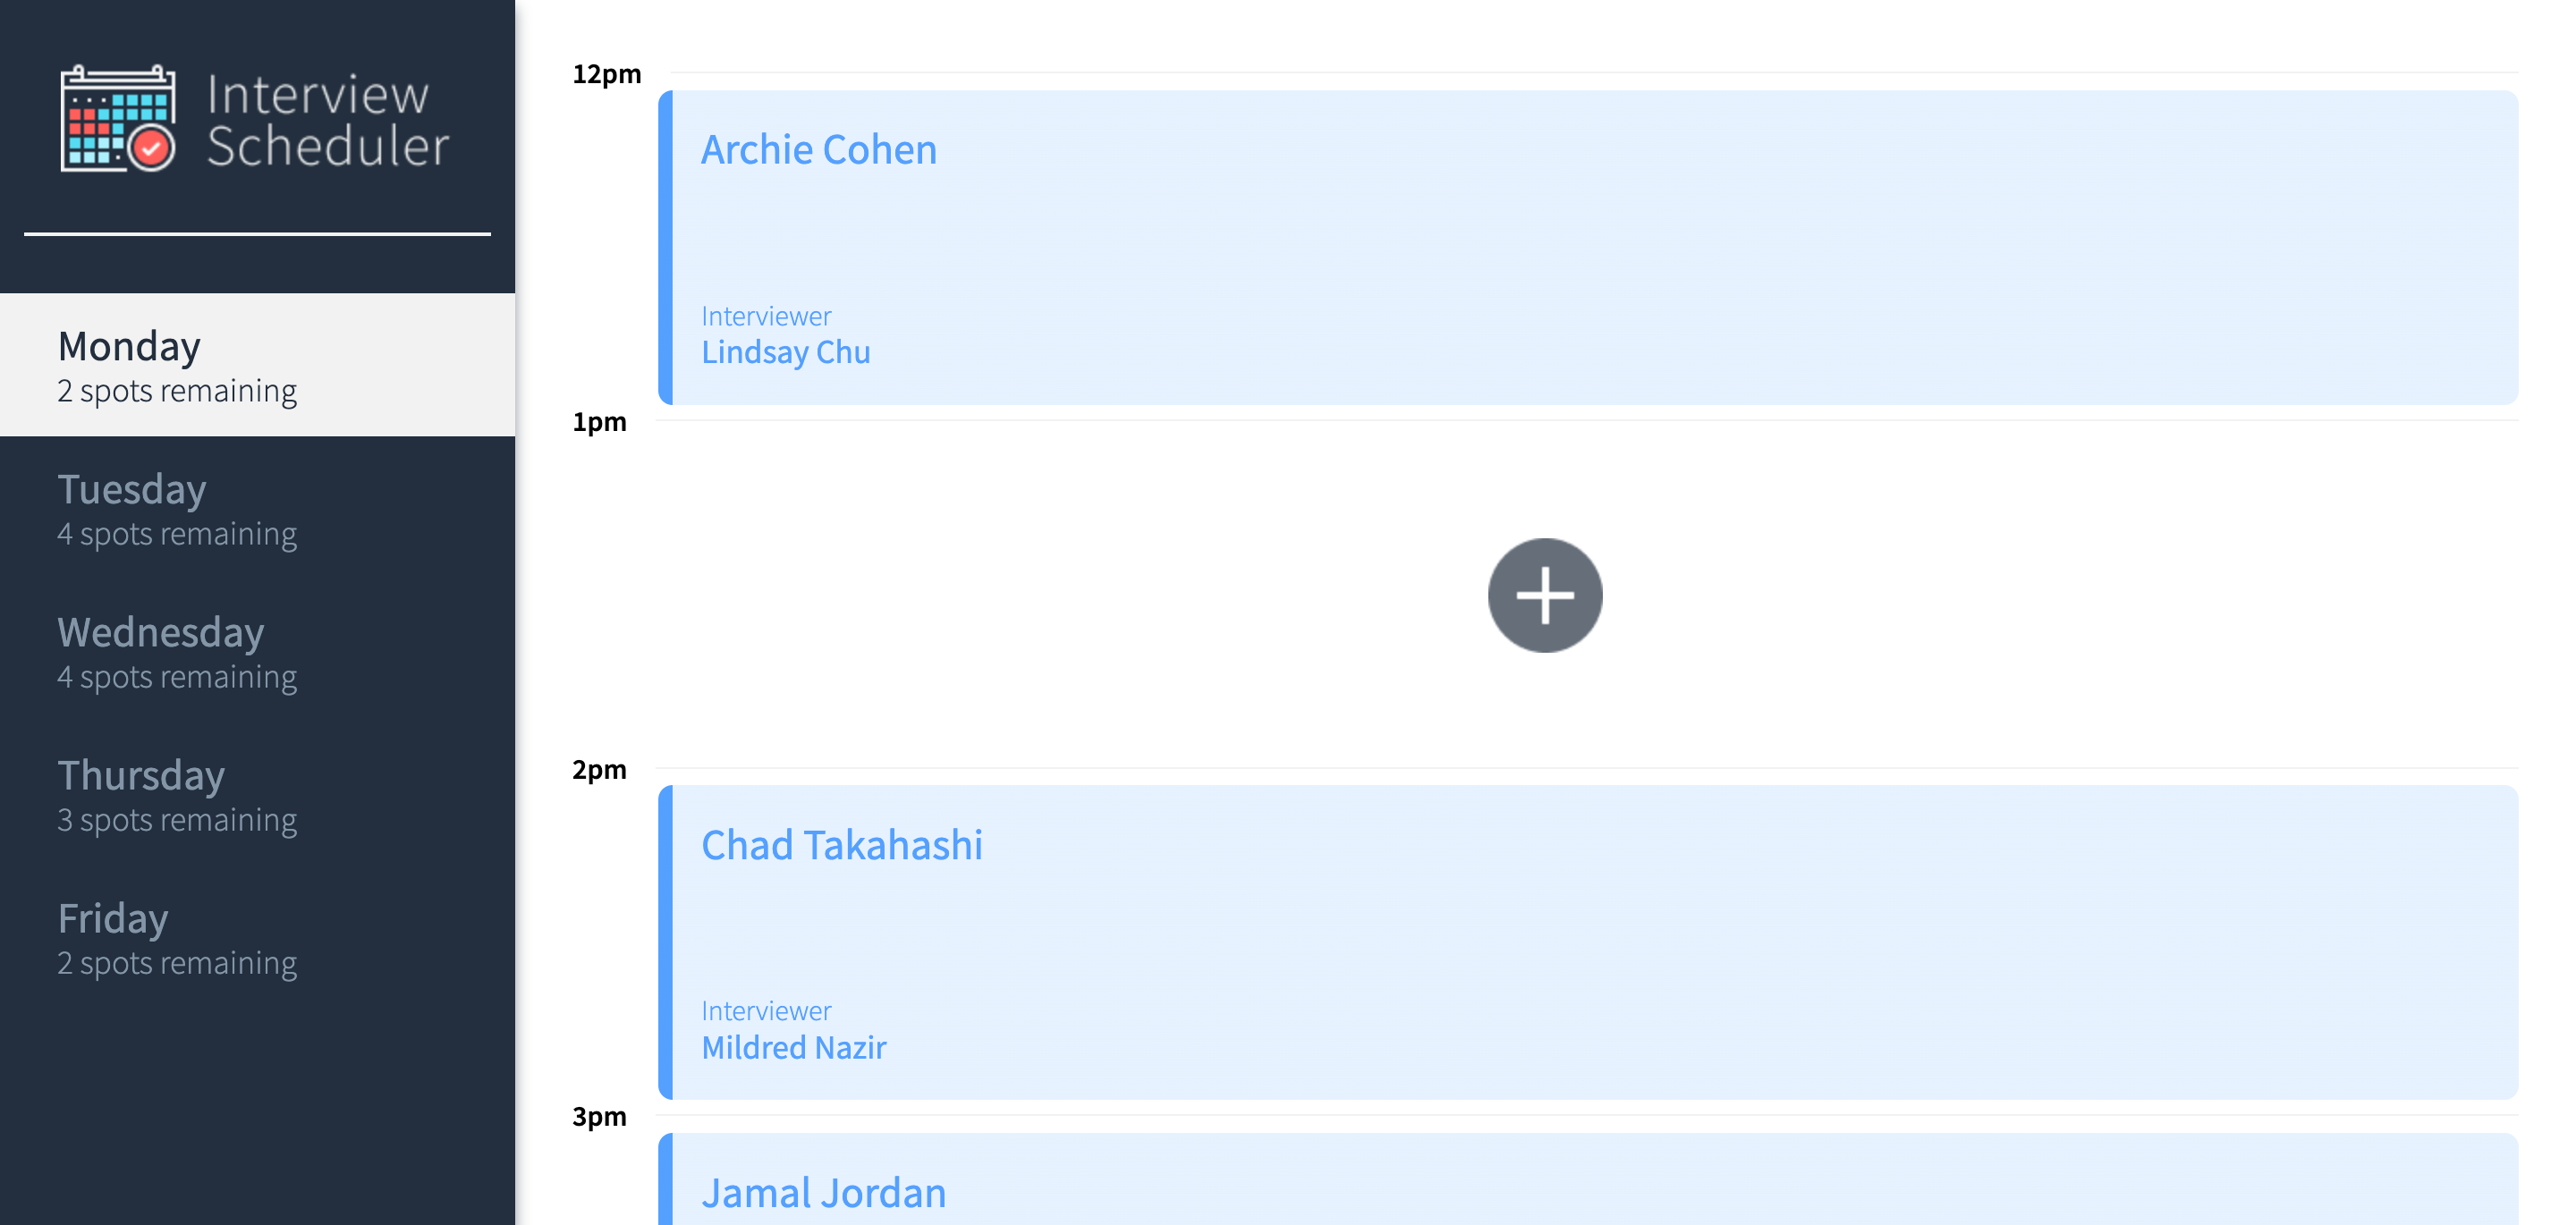 Interview
Scheduler
Monday
2 spots remaining
Tuesday
4 spots remaining
Wednesday
4 spots remaining
Thursday
3 spots remaining
Friday
2 spots remaining
12pm
Archie Cohen
Interviewer
Lindsay Chu
1pm
2pm
Chad Takahashi
Interviewer
Mildred Nazir
3pm
Jamal Jordan